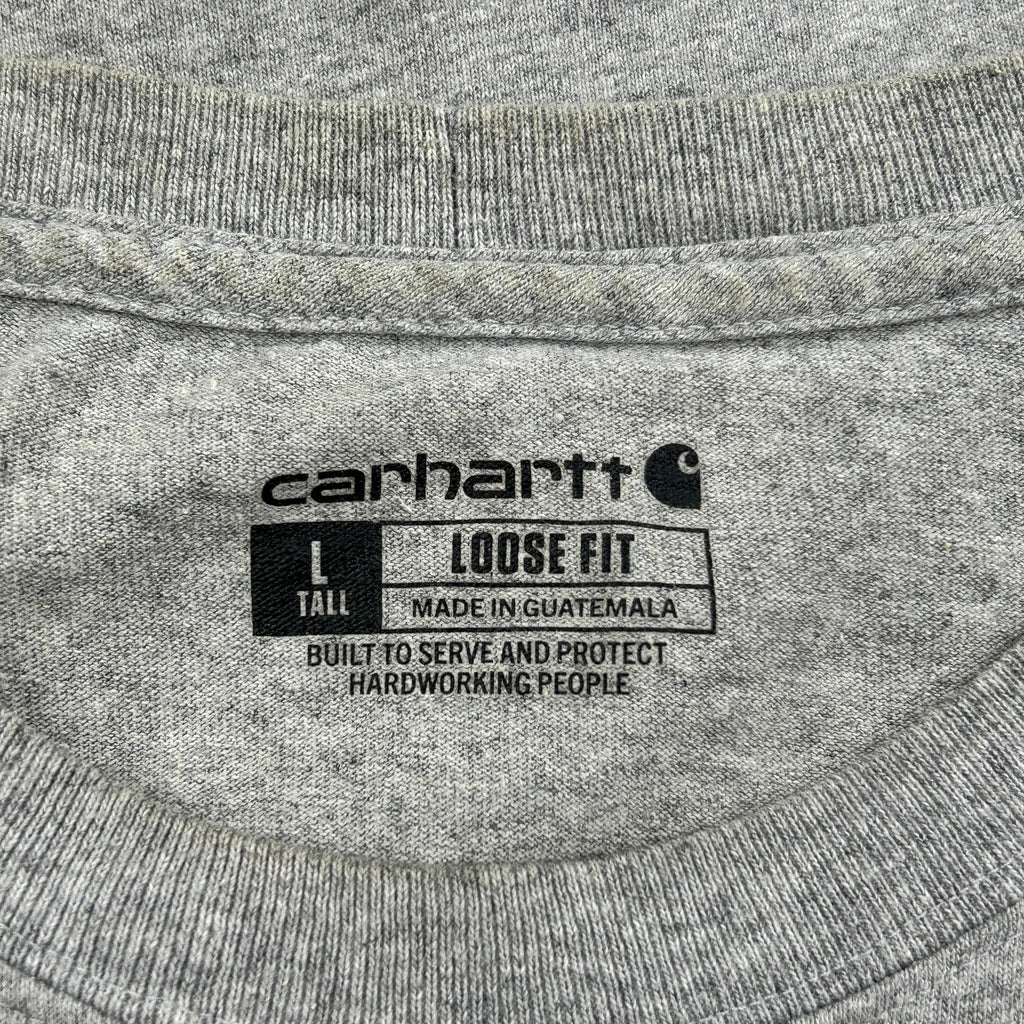 carhartt
L
TALL
LOOSE FIT
MADE IN GUATEMALA
BUILT TO SERVE AND PROTECT
HARDWORKING PEOPLE